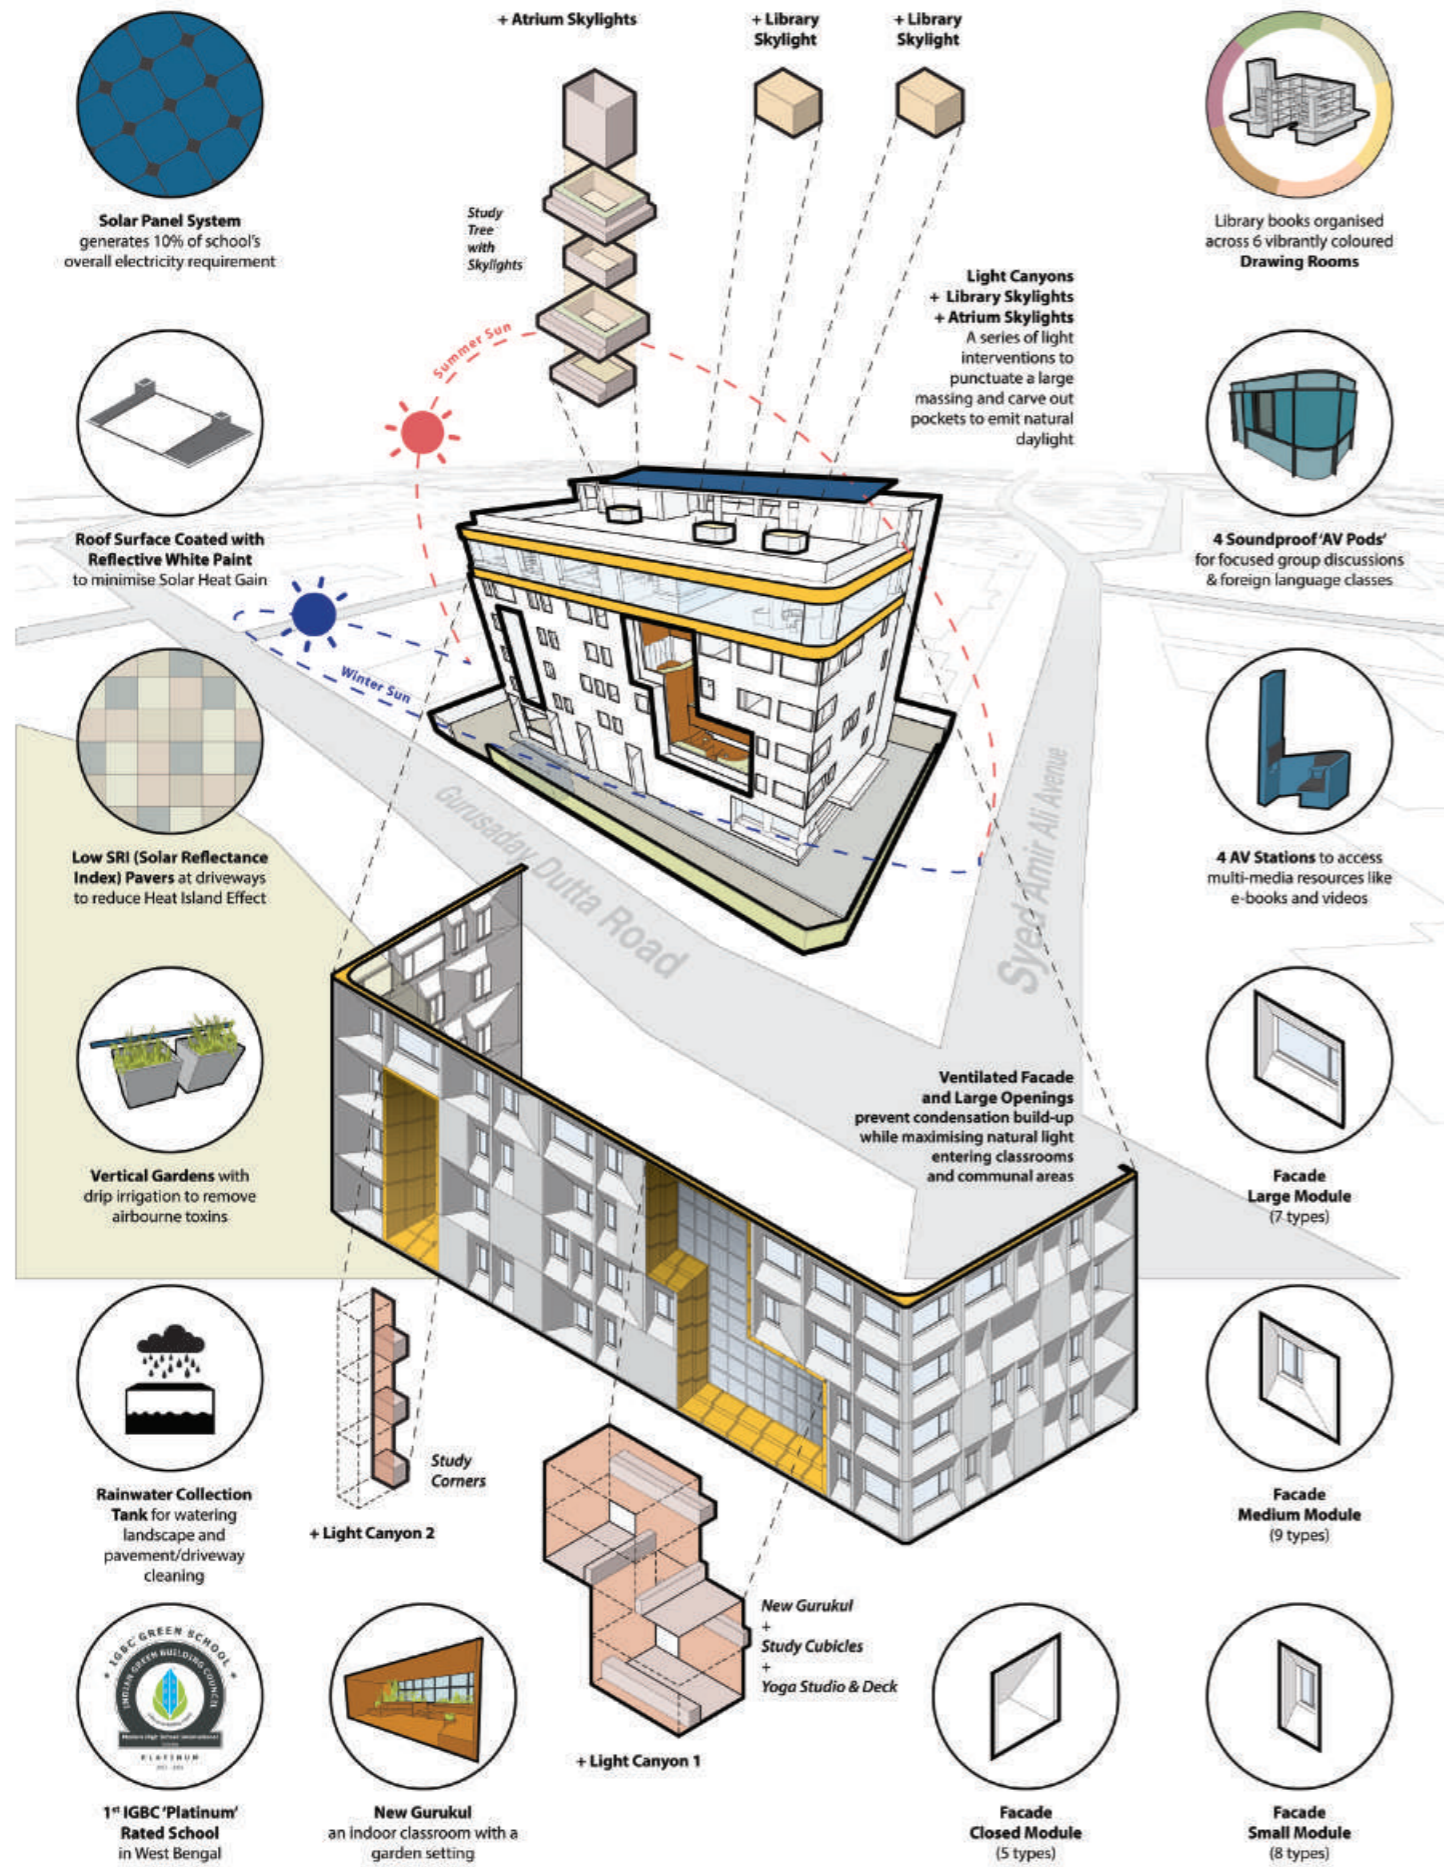 + Atrium Skylights
+ Library
Skylight
+ Library
Skylight
Solar Panel System
generates 10% of school's
overall electricity requirement
Study
Tree
with
Skylights
Library books organised
across 6 vibrantly coloured
Drawing Rooms
Light Canyons
+ Library Skylights
+ Atrium Skylights
A series of light
interventions to
punctuate a large
massing and carve out
pockets to emit natural
daylight
Summer Sun
Roof Surface Coated with
Reflective White Paint
to minimise Solar Heat Gain
4 Soundproof 'AV Pods'
for focused group discussions
& foreign language classes
Winter Sun
Gurusaday Dutta Road
Syed Amir Ali Avenue
Low SRI (Solar Reflectance
Index) Pavers at driveways
to reduce Heat Island Effect
4 AV Stations to access
multi-media resources like
e-books and videos
Ventilated Facade
and Large Openings
prevent condensation build-up
while maximising natural light
entering classrooms
and communal areas
Vertical Gardens with
drip irrigation to remove
airbourne toxins
Facade
Large Module
(7 types)
Rainwater Collection
Tank for watering
landscape and
pavement/driveway
cleaning
Study
Corners
+ Light Canyon 2
Facade
Medium Module
(9 types)
New Gurukul
+
Study Cubicles
+
Yoga Studio & Deck
+ Light Canyon 1
IGBC GREEN SCHOOL
INDIAN GREEN BUILDING COUNCIL
Modern High School International
PLATINUM
1st IGBC 'Platinum'
Rated School
in West Bengal
New Gurukul
an indoor classroom with a
garden setting
Facade
Closed Module
(5 types)
Facade
Small Module
(8 types)